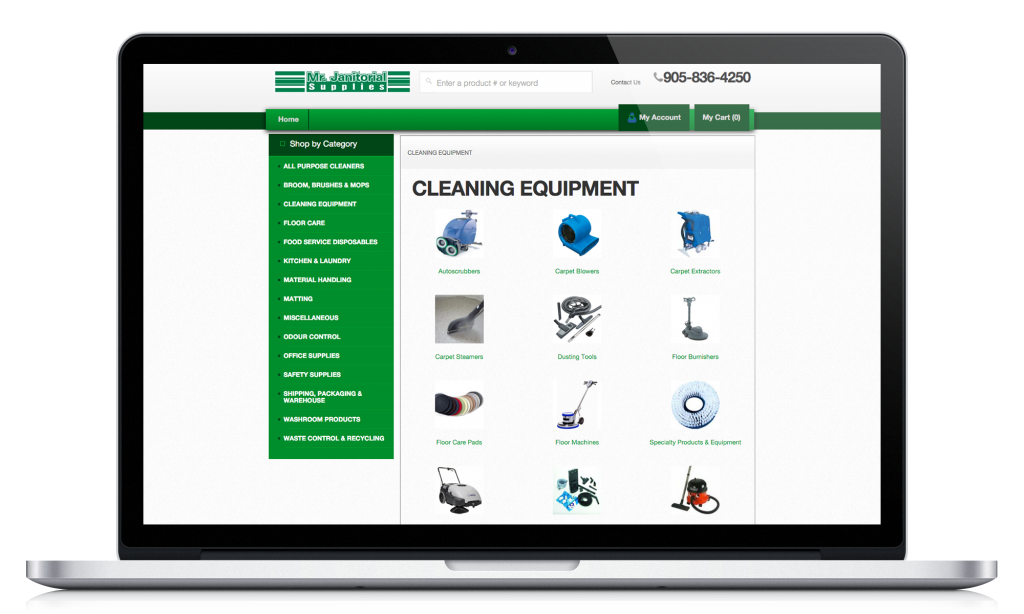 Mr. Janitorial
Supplies
Enter a product # or keyword
Contact Us
905-836-4250
Home
My Account
My Cart (0)
Shop by Category
ALL PURPOSE CLEANERS
BROOM, BRUSHES & MOPS
CLEANING EQUIPMENT
FLOOR CARE
FOOD SERVICE DISPOSABLES
KITCHEN & LAUNDRY
MATERIAL HANDLING
MATTING
MISCELLANEOUS
ODOUR CONTROL
OFFICE SUPPLIES
SAFETY SUPPLIES
SHIPPING, PACKAGING &
WAREHOUSE
WASHROOM PRODUCTS
WASTE CONTROL & RECYCLING
CLEANING EQUIPMENT
CLEANING EQUIPMENT
Autoscrubbers
Carpet Blowers
Carpet Extractors
Carpet Steamers
Dusting Tools
Floor Burnishers
Floor Care Pads
Floor Machines
Specialty Products & Equipment